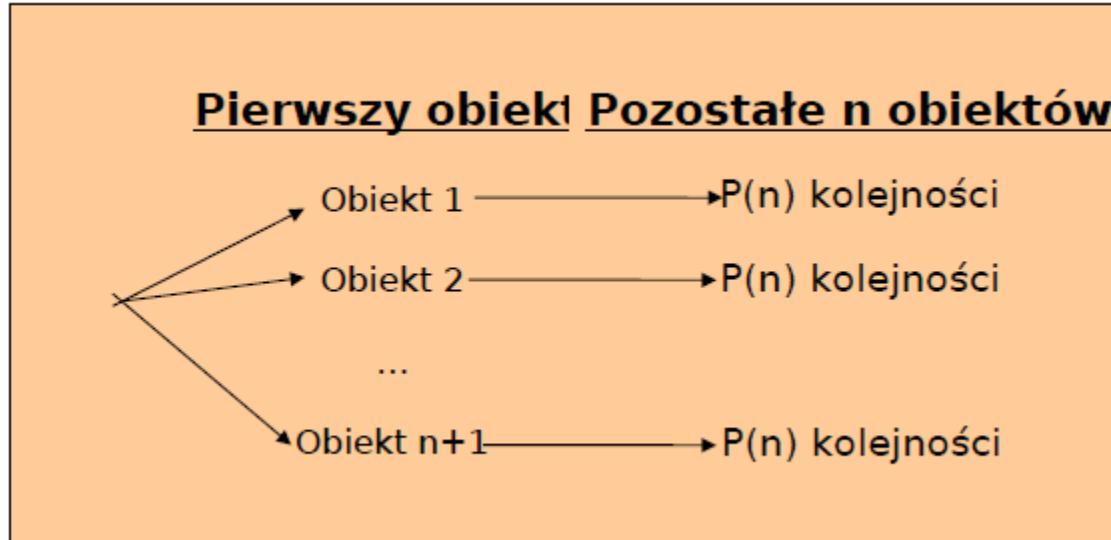 Pierwszy obiekt Pozostałe n obiektów
Obiekt 1 P(n) kolejności
Obiekt 2 P(n) kolejności
...
Obiekt n+1 P(n) kolejności